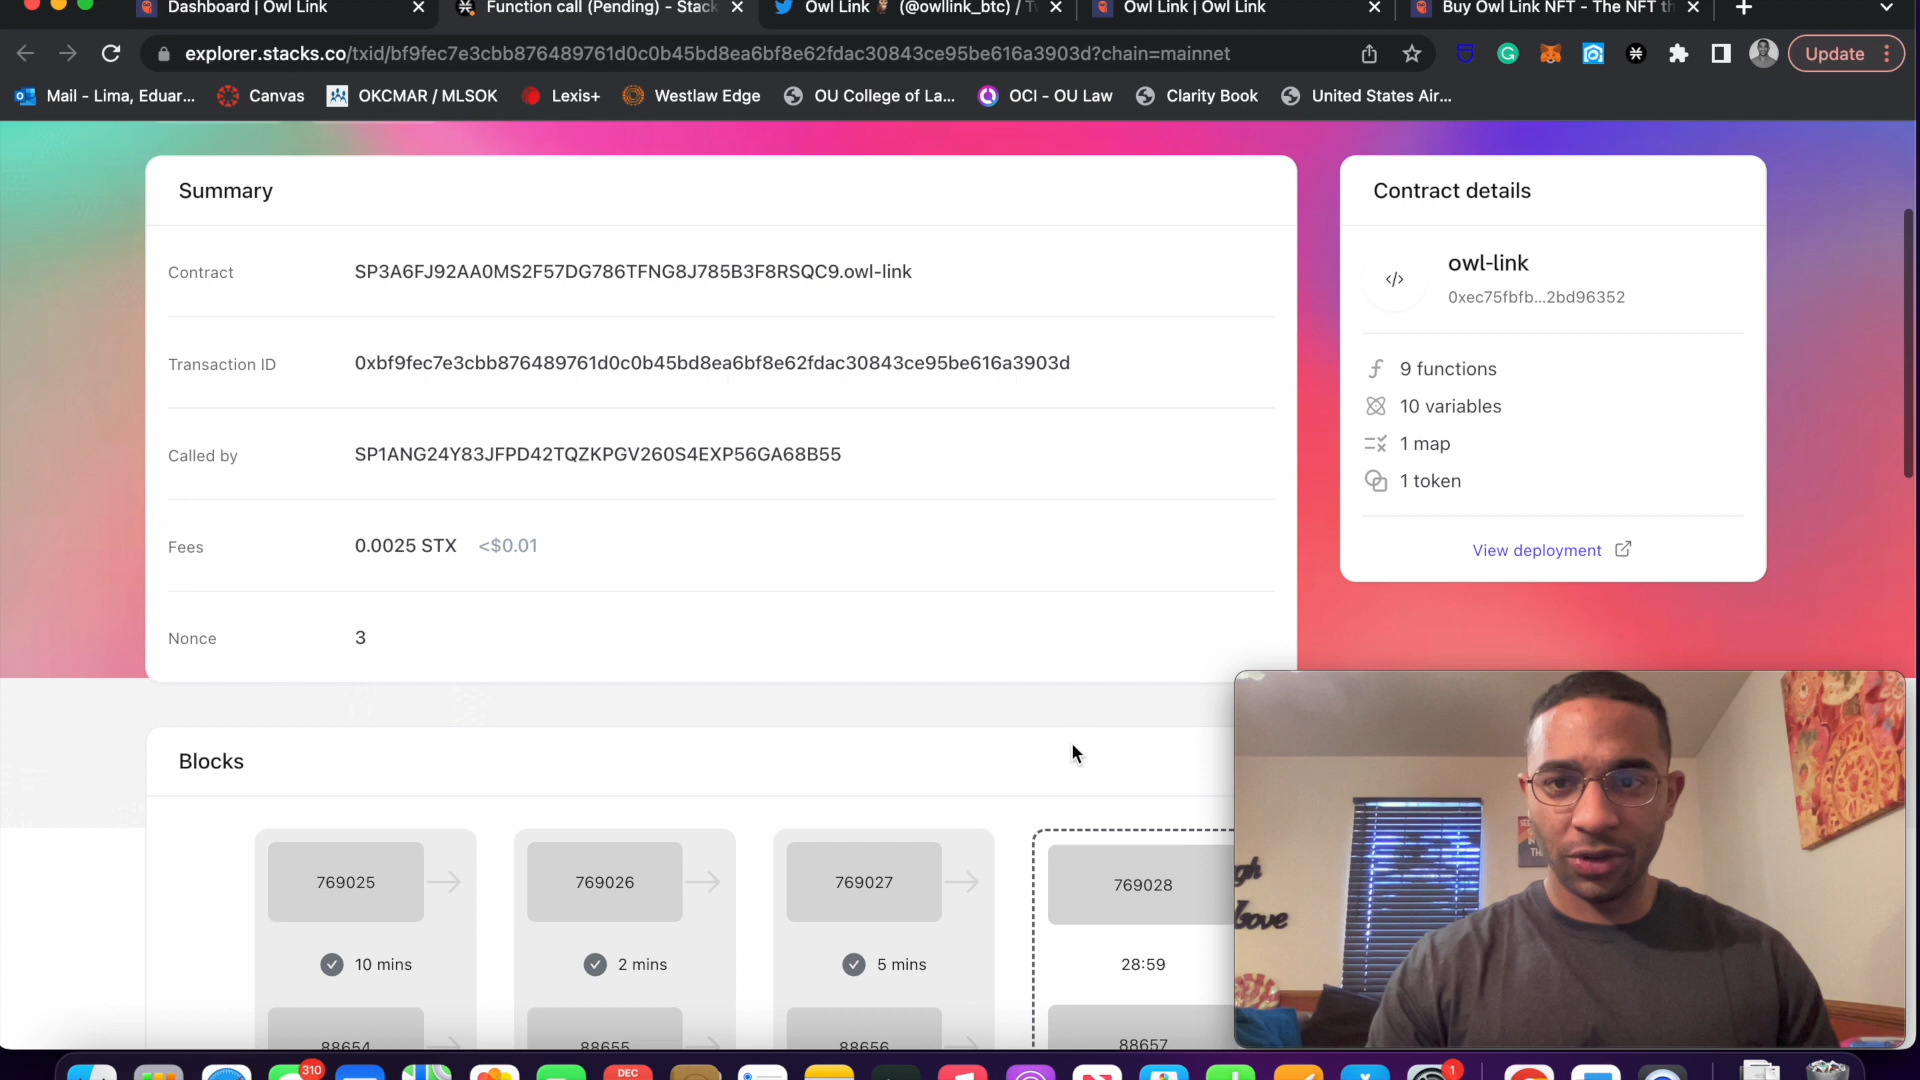 Dashboard | Owl Link
Function call (Pending) - Stack
Owl Link (@owllink_btc) / Tw
Owl Link | Owl Link
Buy Owl Link NFT - The NFT th
explorer.stacks.co/txid/bf9fec7e3cbb876489761d0c0b45bd8ea6bf8e62fdac30843ce95be616a3903d?chain=mainnet
Update
Mail - Lima, Eduar...
Canvas
OKCMAR / MLSOK
Lexis+
Westlaw Edge
OU College of La...
OCI - OU Law
Clarity Book
United States Air...
Summary
Contract SP3A6FJ92AA0MS2F57DG786TFNG8J785B3F8RSQC9.owl-link
Transaction ID 0xbf9fec7e3cbb876489761d0c0b45bd8ea6bf8e62fdac30843ce95be616a3903d
Called by SP1ANG24Y83JFPD42TQZKPGV260S4EXP56GA68B55
Fees 0.0025 STX <$0.01
Nonce 3
Contract details
</> owl-link
0xec75fbfb...2bd96352
9 functions
10 variables
1 map
1 token
View deployment
Blocks
769025 769026 769027 769028
10 mins 2 mins 5 mins 28:59
88654 88655 88656 88657
310
DEC
1